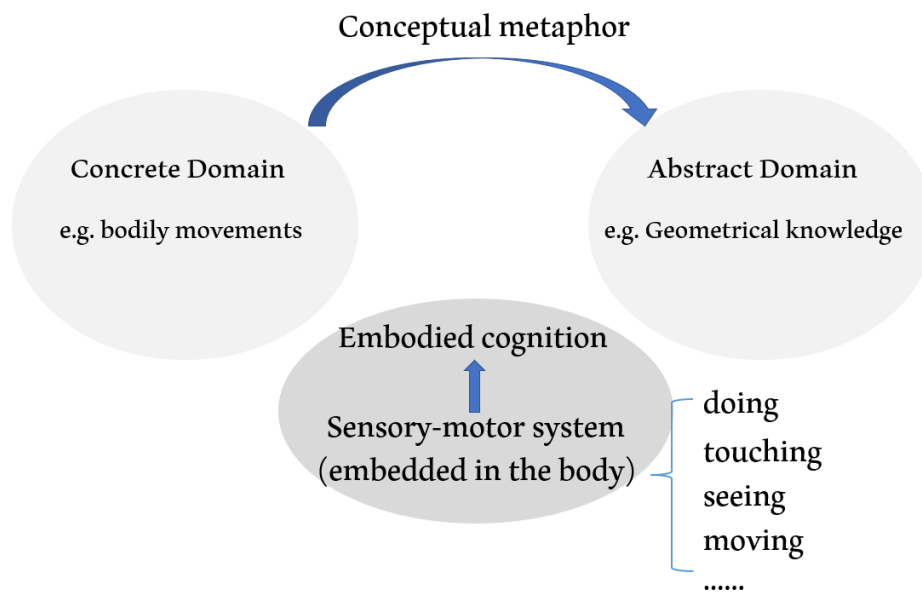 Conceptual metaphor
Concrete Domain
e.g. bodily movements
Abstract Domain
e.g. Geometrical knowledge
Embodied cognition
Sensory-motor system
(embedded in the body)
doing
touching
seeing
moving
......